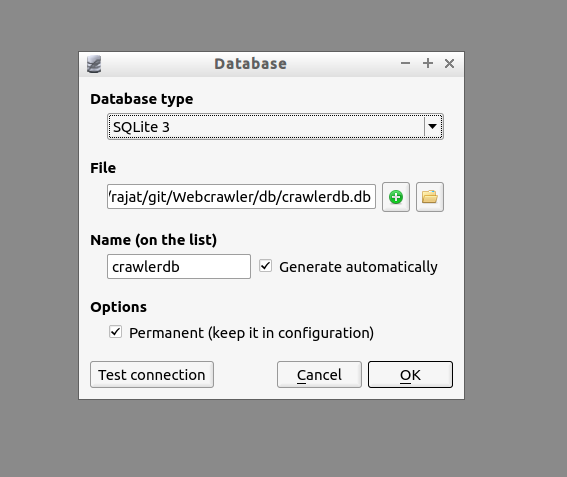 Database
Database type
SQLite 3
File
/rajat/git/Webcrawler/db/crawlerdb.db
Name (on the list)
crawlerdb Generate automatically
Options
Permanent (keep it in configuration)
Test connection Cancel OK